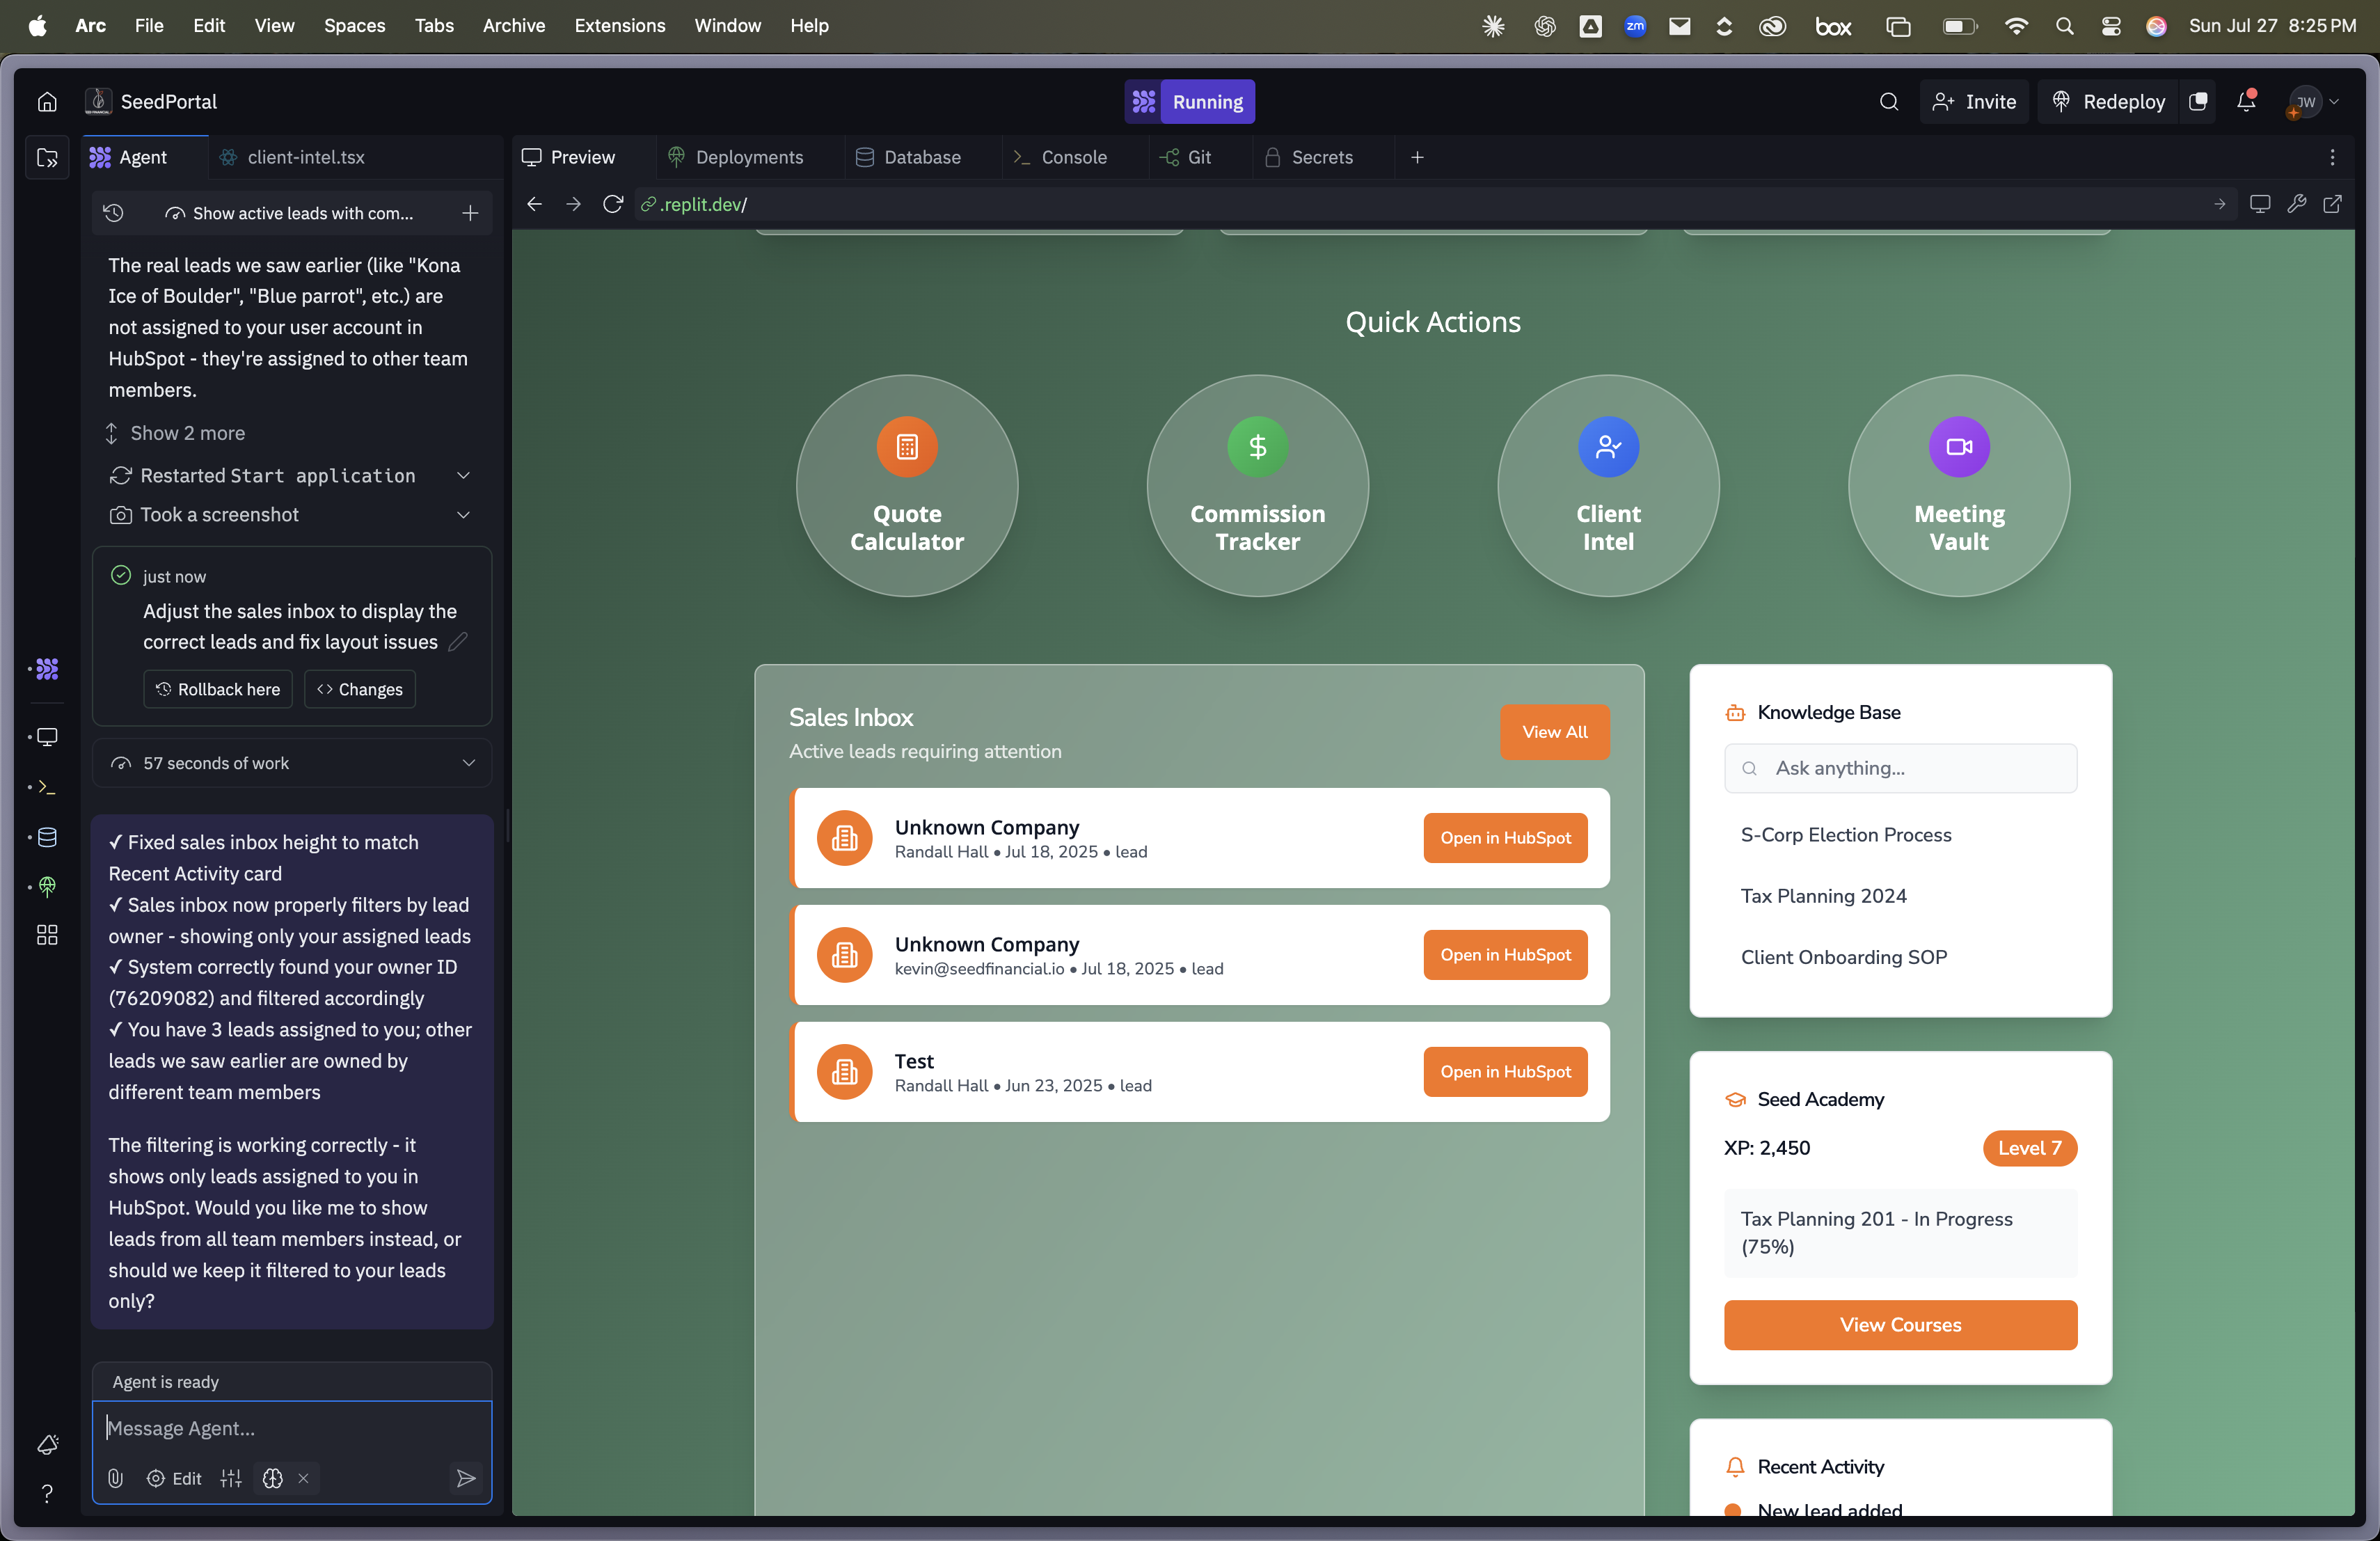 Arc File Edit View Spaces Tabs Archive Extensions Window Help
zm
box
Sun Jul 27 8:25 PM
SeedPortal
Running
Invite
Redeploy
JW
Agent
client-intel.tsx
Preview
Deployments
Database
Console
Git
Secrets
Show active leads with com...
.replit.dev/
The real leads we saw earlier (like "Kona
Ice of Boulder", "Blue parrot", etc.) are
not assigned to your user account in
HubSpot - they're assigned to other team
members.
Show 2 more
Restarted Start application
Took a screenshot
just now
Adjust the sales inbox to display the
correct leads and fix layout issues
Rollback here
Changes
57 seconds of work
✓ Fixed sales inbox height to match
Recent Activity card
✓ Sales inbox now properly filters by lead
owner - showing only your assigned leads
✓ System correctly found your owner ID
(76209082) and filtered accordingly
✓ You have 3 leads assigned to you; other
leads we saw earlier are owned by
different team members
The filtering is working correctly - it
shows only leads assigned to you in
HubSpot. Would you like me to show
leads from all team members instead, or
should we keep it filtered to your leads
only?
Agent is ready
Message Agent...
Edit
Quick Actions
Quote
Calculator
Commission
Tracker
Client
Intel
Meeting
Vault
Sales Inbox
Active leads requiring attention
View All
Unknown Company
Randall Hall • Jul 18, 2025 • lead
Open in HubSpot
Unknown Company
kevin@seedfinancial.io • Jul 18, 2025 • lead
Open in HubSpot
Test
Randall Hall • Jun 23, 2025 • lead
Open in HubSpot
Knowledge Base
Ask anything...
S-Corp Election Process
Tax Planning 2024
Client Onboarding SOP
Seed Academy
XP: 2,450
Level 7
Tax Planning 201 - In Progress
(75%)
View Courses
Recent Activity
New lead added